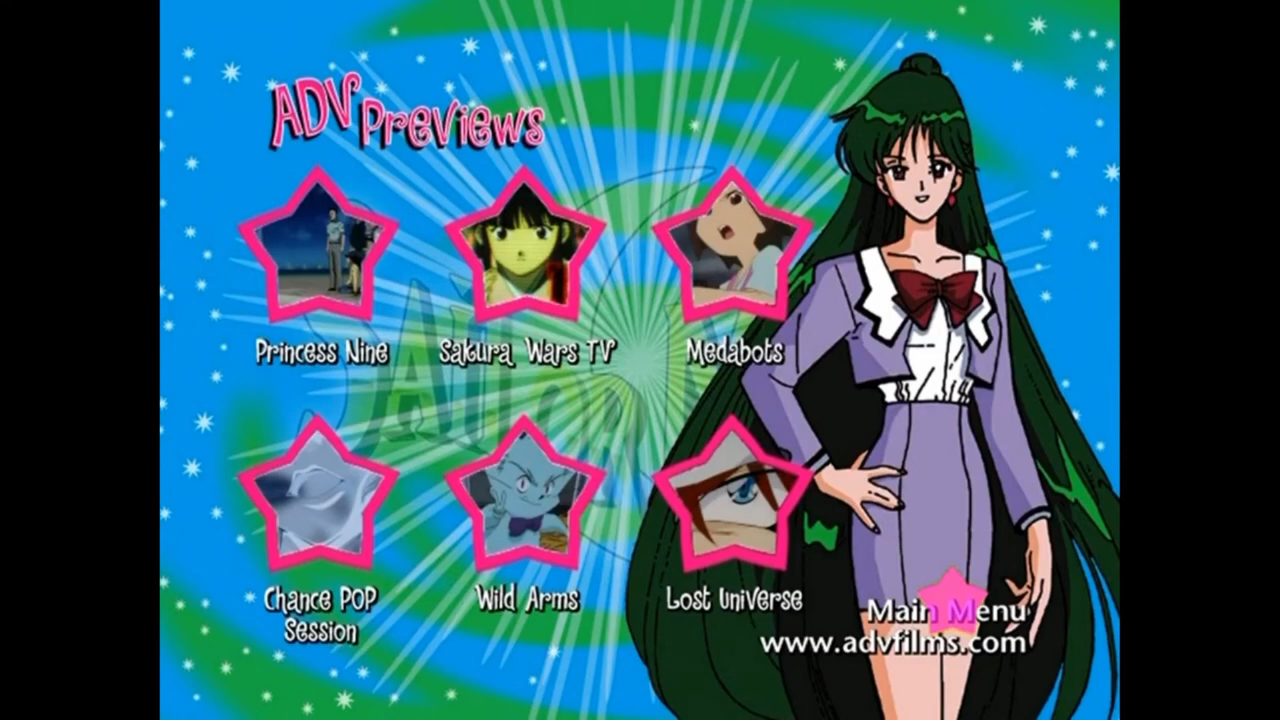 ADV Previews
Princess Nine
Sakura Wars TV
Medabots
Chance POP
Session
Wild Arms
Lost Universe
Main Menu
www.advfilms.com
SAILOR